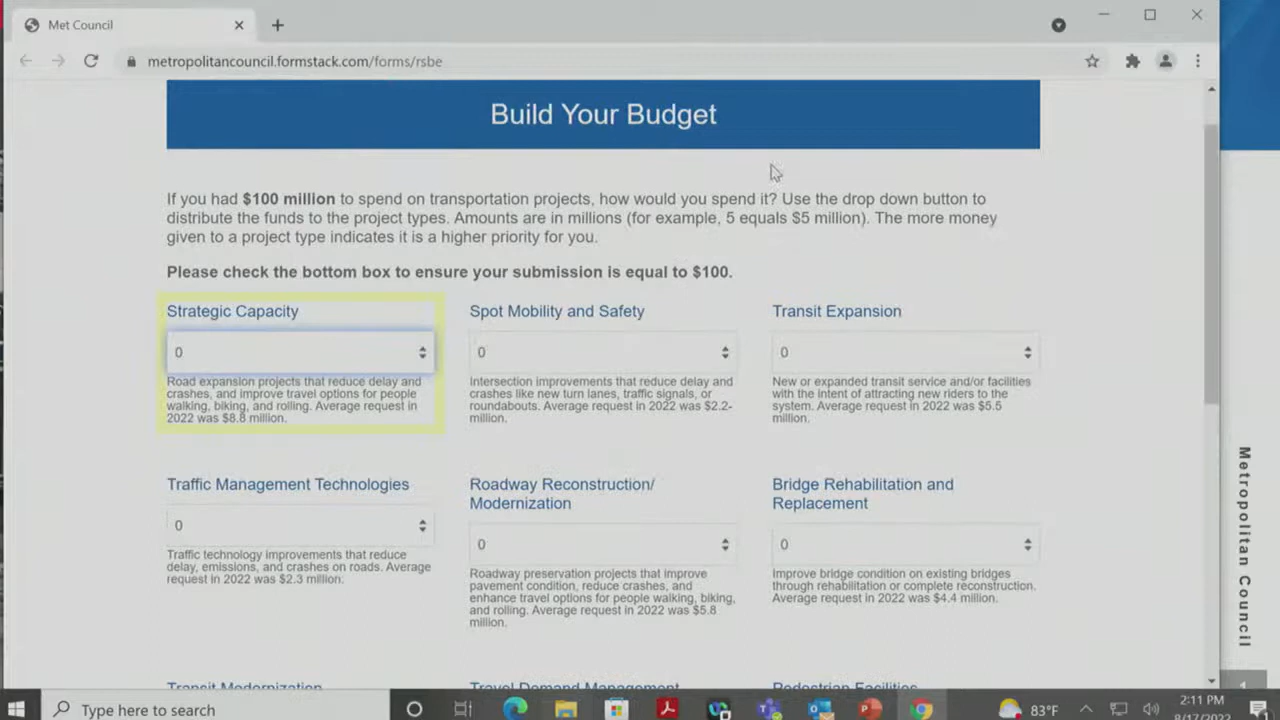 Met Council
metropolitancouncil.formstack.com/forms/rsbe
Build Your Budget
If you had $100 million to spend on transportation projects, how would you spend it? Use the drop down button to
distribute the funds to the project types. Amounts are in millions (for example, 5 equals $5 million). The more money
given to a project type indicates it is a higher priority for you.
Please check the bottom box to ensure your submission is equal to $100.
Strategic Capacity
0
Road expansion projects that reduce delay and
crashes, and improve travel options for people
walking, biking, and rolling. Average request in
2022 was $8.8 million.
Spot Mobility and Safety
0
Intersection improvements that reduce delay and
crashes like new turn lanes, traffic signals, or
roundabouts. Average request in 2022 was $2.2-
million.
Transit Expansion
0
New or expanded transit service and/or facilities
with the intent of attracting new riders to the
system. Average request in 2022 was $5.5
million.
Traffic Management Technologies
0
Traffic technology improvements that reduce
delay, emissions, and crashes on roads. Average
request in 2022 was $2.3 million.
Roadway Reconstruction/
Modernization
0
Roadway preservation projects that improve
pavement condition, reduce crashes, and
enhance travel options for people walking, biking,
and rolling. Average request in 2022 was $5.8
million.
Bridge Rehabilitation and
Replacement
0
Improve bridge condition on existing bridges
through rehabilitation or complete reconstruction.
Average request in 2022 was $4.4 million.
Transit Modernization
Travel Demand Management
Pedestrian Facilities
Metropolitan Council
Type here to search
83°F
2:11 PM
8/17/2022